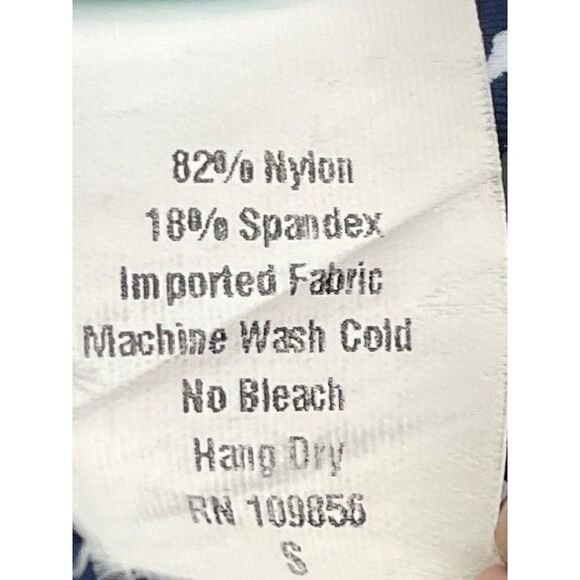 82% Nylon
18% Spandex
Imported Fabric
Machine Wash Cold
No Bleach
Hang Dry
RN 109856
S